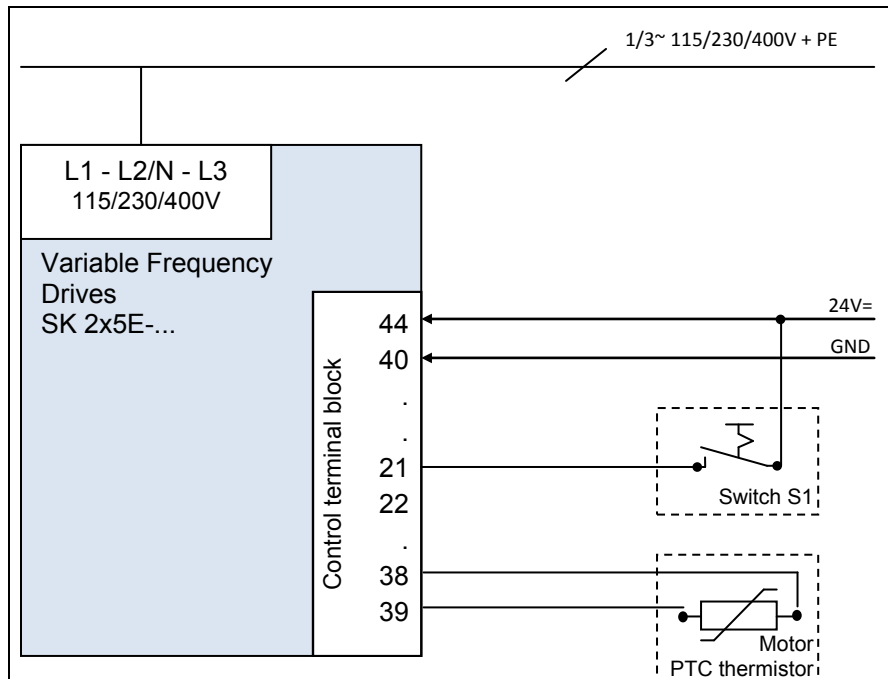 1/3~ 115/230/400V + PE
L1 - L2/N - L3
115/230/400V
Variable Frequency
Drives
SK 2x5E-...
Control terminal block
44
40
.
.
21
22
.
38
39
24V=
GND
Switch S1
Motor
PTC thermistor